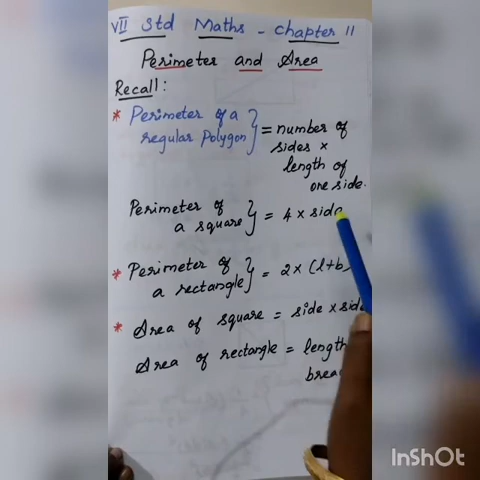 VII Std Maths - Chapter 11
Perimeter and Area
Recall:
* Perimeter of a
regular Polygon } = number of
sides ×
length of
one side.
Perimeter of
a square } = 4 × side
* Perimeter of
a rectangle } = 2 × (l+b)
* Area of square = side × side
Area of rectangle = length
InShOt